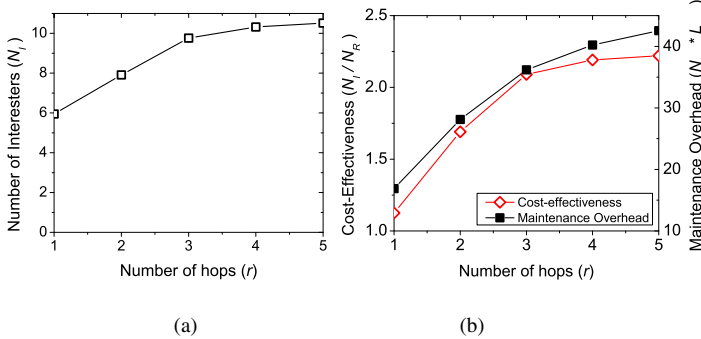 10
8
6
4
2
0
Number of Interesters (N_I)
1 2 3 4 5
Number of hops (r)
(a)
2.5
2.0
1.5
1.0
Cost-Effectiveness (N_I / N_R)
40
30
20
10
Maintenance Overhead (N * L )
Cost-effectiveness
Maintenance Overhead
1 2 3 4 5
Number of hops (r)
(b)